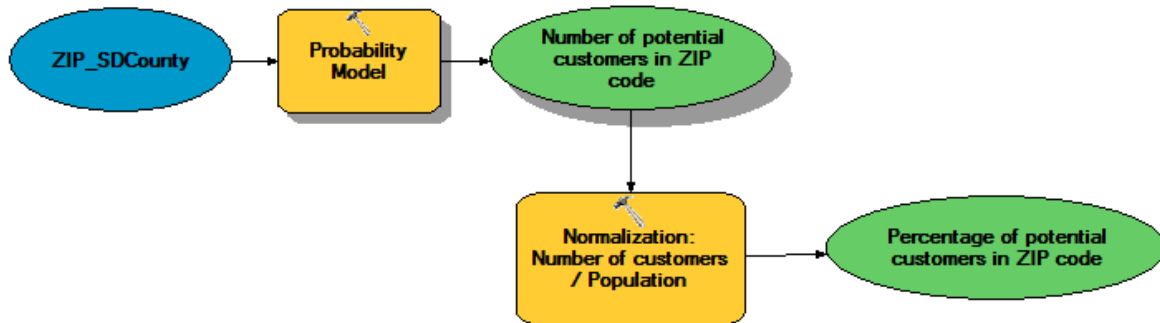 ZIP_SDCounty
Probability
Model
Number of potential
customers in ZIP
code
Normalization:
Number of customers
/ Population
Percentage of potential
customers in ZIP code